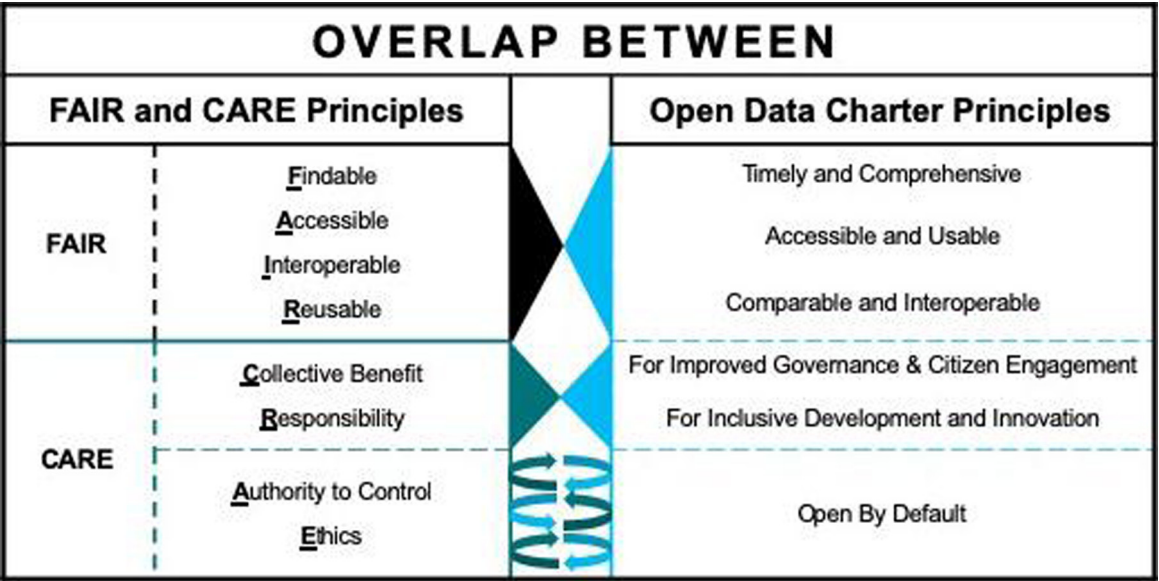 OVERLAP BETWEEN
FAIR and CARE Principles
Open Data Charter Principles
FAIR
Findable
Accessible
Interoperable
Reusable
Timely and Comprehensive
Accessible and Usable
Comparable and Interoperable
CARE
Collective Benefit
Responsibility
For Improved Governance & Citizen Engagement
For Inclusive Development and Innovation
Authority to Control
Ethics
Open By Default